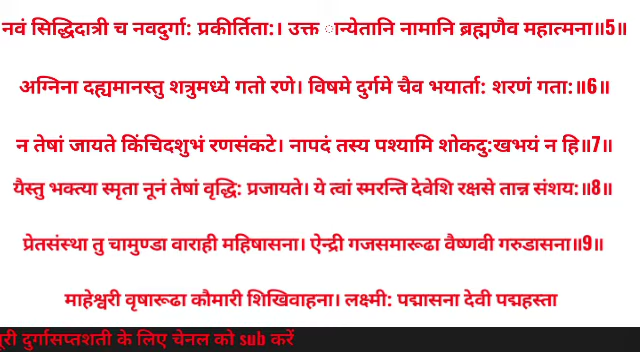 नवं सिद्धिदात्री च नवदुर्गा: प्रकीर्तिता:। उक्त ान्येतानि नामानि ब्रह्मणैव महात्मना॥5॥
अग्निना दह्यमानस्तु शत्रुमध्ये गतो रणे। विषमे दुर्गमे चैव भयार्ता: शरणं गता:॥6॥
न तेषां जायते किंचिदशुभं रणसंकटे। नापदं तस्य पश्यामि शोकदु:खभयं न हि॥7॥
यैस्तु भक्त्या स्मृता नूनं तेषां वृद्धि: प्रजायते। ये त्वां स्मरन्ति देवेशि रक्षसे तान्न संशय:॥8॥
प्रेतसंस्था तु चामुण्डा वाराही महिषासना। ऐन्द्री गजसमारूढा वैष्णवी गरुडासना॥9॥
माहेश्वरी वृषारूढा कौमारी शिखिवाहना। लक्ष्मी: पद्मासना देवी पद्महस्ता
दुर्गासप्तशती के लिए चेनल को sub करें